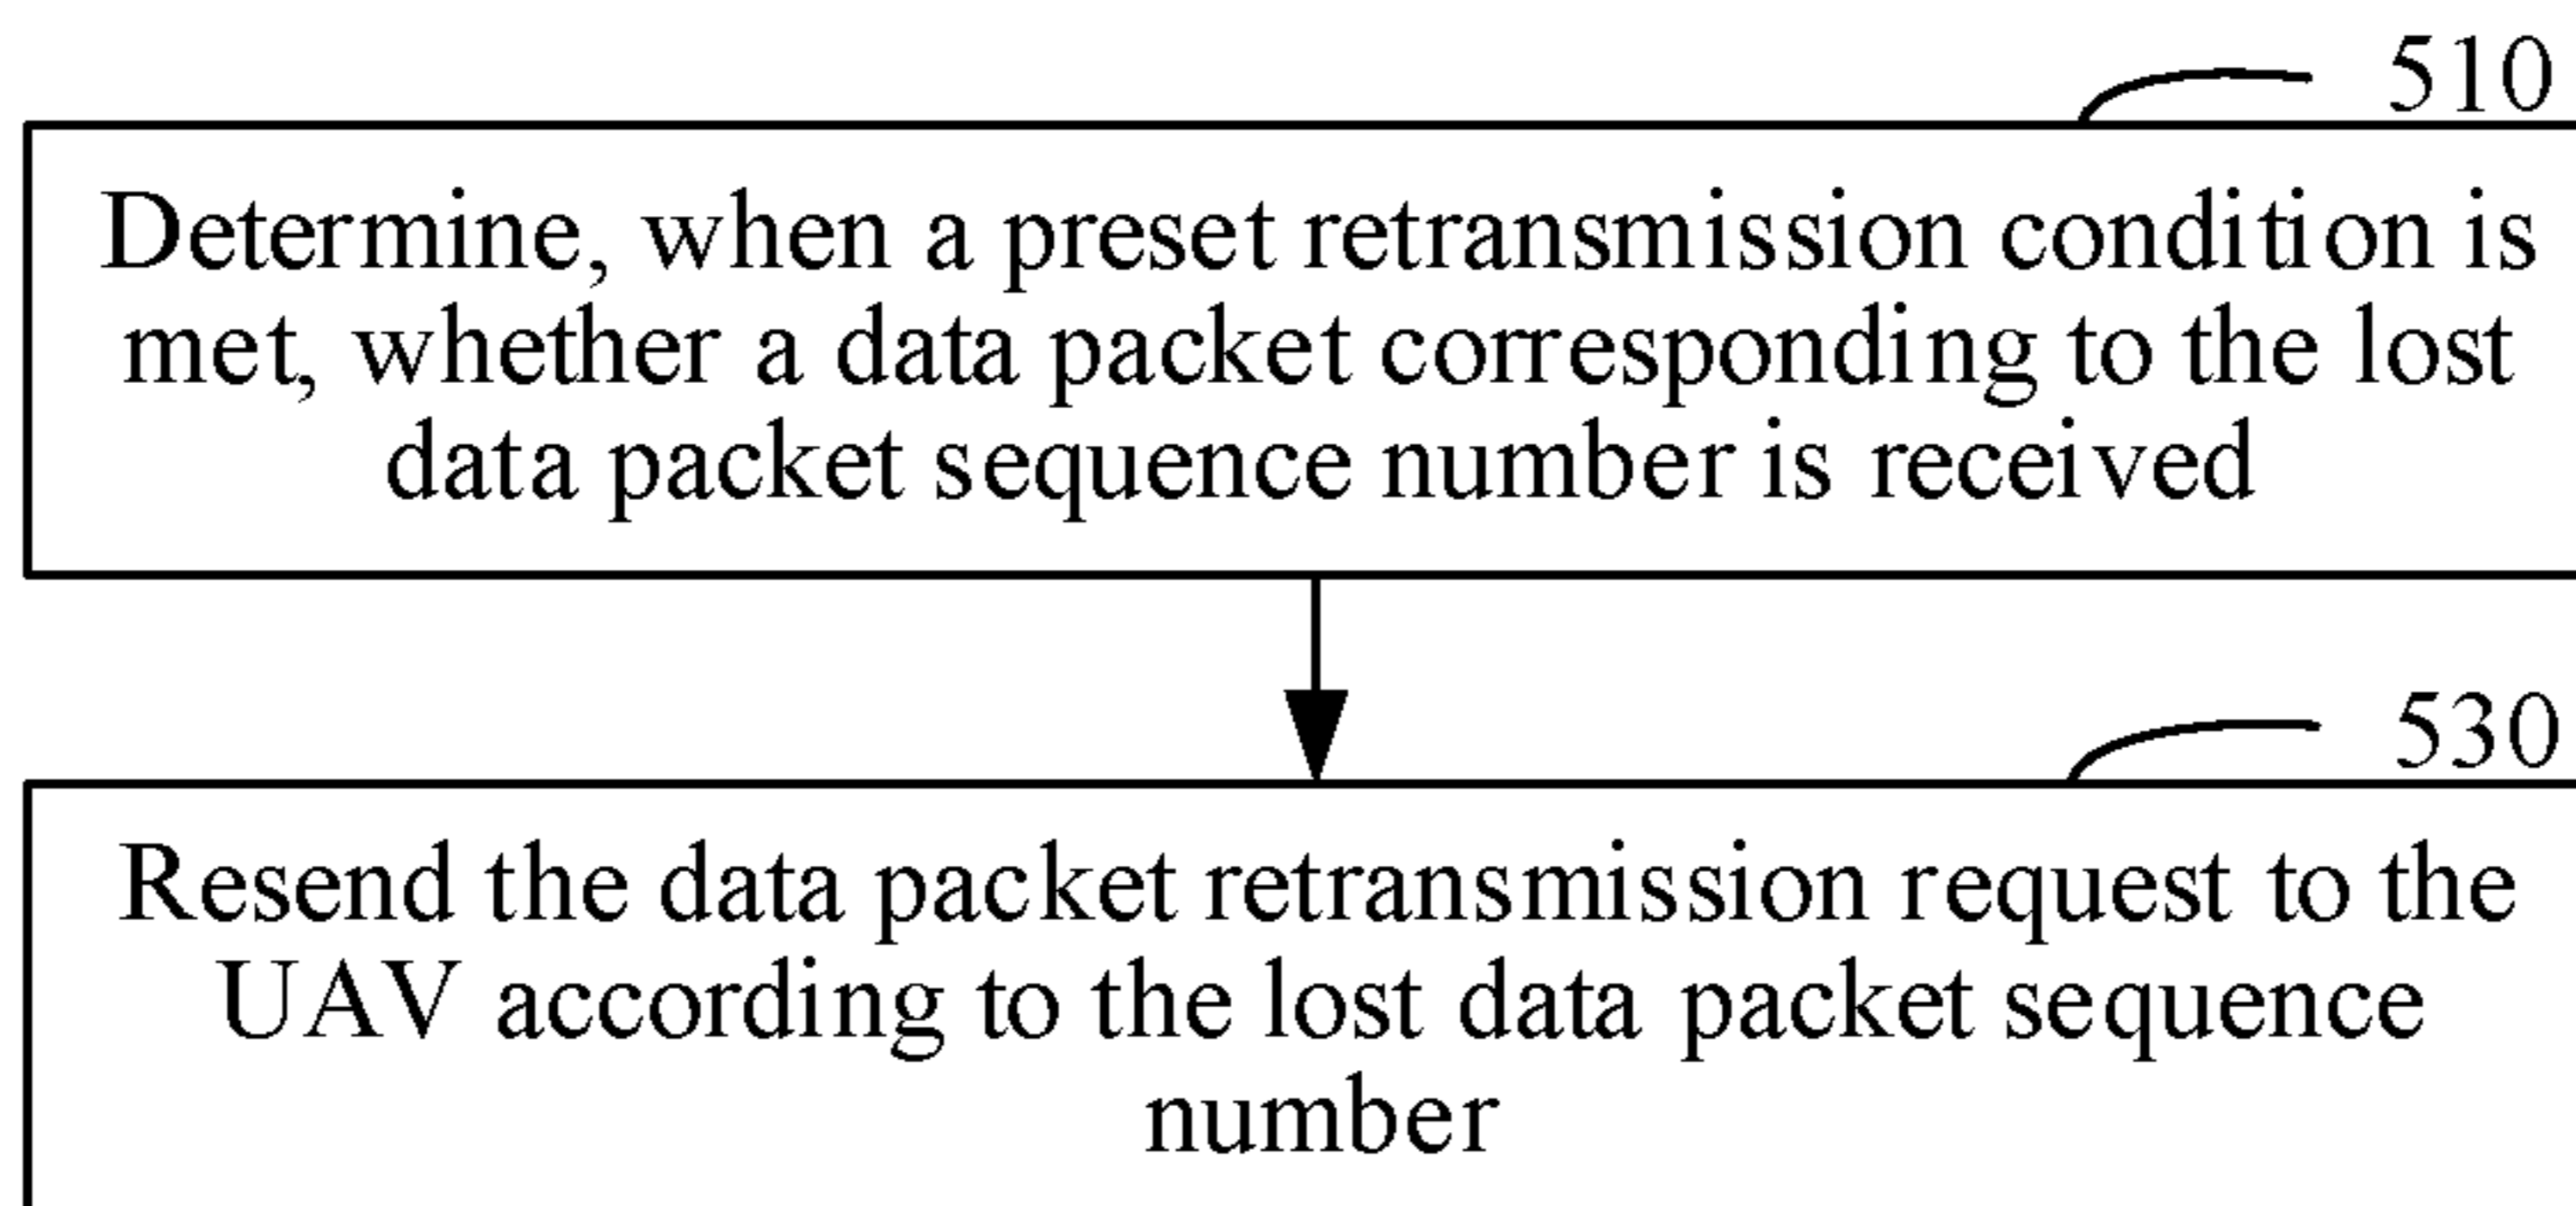 510
Determine, when a preset retransmission condition is
met, whether a data packet corresponding to the lost
data packet sequence number is received
530
Resend the data packet retransmission request to the
UAV according to the lost data packet sequence
number